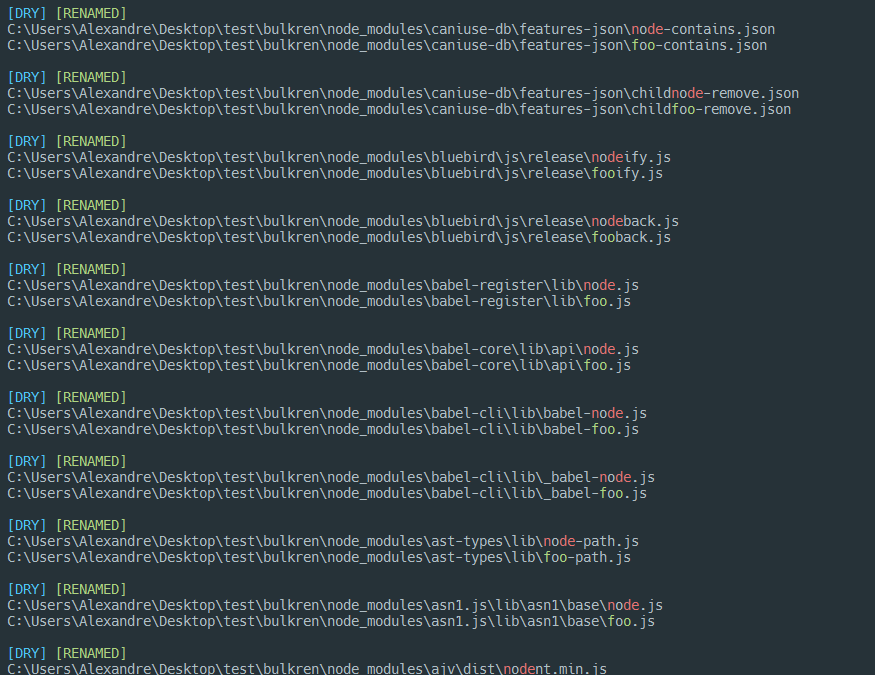 [DRY] [RENAMED]
C:\Users\Alexandre\Desktop\test\bulkren\node_modules\caniuse-db\features-json\node-contains.json
C:\Users\Alexandre\Desktop\test\bulkren\node_modules\caniuse-db\features-json\foo-contains.json
[DRY] [RENAMED]
C:\Users\Alexandre\Desktop\test\bulkren\node_modules\caniuse-db\features-json\childnode-remove.json
C:\Users\Alexandre\Desktop\test\bulkren\node_modules\caniuse-db\features-json\childfoo-remove.json
[DRY] [RENAMED]
C:\Users\Alexandre\Desktop\test\bulkren\node_modules\bluebird\js\release\nodeify.js
C:\Users\Alexandre\Desktop\test\bulkren\node_modules\bluebird\js\release\fooify.js
[DRY] [RENAMED]
C:\Users\Alexandre\Desktop\test\bulkren\node_modules\bluebird\js\release\nodeback.js
C:\Users\Alexandre\Desktop\test\bulkren\node_modules\bluebird\js\release\fooback.js
[DRY] [RENAMED]
C:\Users\Alexandre\Desktop\test\bulkren\node_modules\babel-register\lib\node.js
C:\Users\Alexandre\Desktop\test\bulkren\node_modules\babel-register\lib\foo.js
[DRY] [RENAMED]
C:\Users\Alexandre\Desktop\test\bulkren\node_modules\babel-core\lib\api\node.js
C:\Users\Alexandre\Desktop\test\bulkren\node_modules\babel-core\lib\api\foo.js
[DRY] [RENAMED]
C:\Users\Alexandre\Desktop\test\bulkren\node_modules\babel-cli\lib\babel-node.js
C:\Users\Alexandre\Desktop\test\bulkren\node_modules\babel-cli\lib\babel-foo.js
[DRY] [RENAMED]
C:\Users\Alexandre\Desktop\test\bulkren\node_modules\babel-cli\lib\_babel-node.js
C:\Users\Alexandre\Desktop\test\bulkren\node_modules\babel-cli\lib\_babel-foo.js
[DRY] [RENAMED]
C:\Users\Alexandre\Desktop\test\bulkren\node_modules\ast-types\lib\node-path.js
C:\Users\Alexandre\Desktop\test\bulkren\node_modules\ast-types\lib\foo-path.js
[DRY] [RENAMED]
C:\Users\Alexandre\Desktop\test\bulkren\node_modules\asn1.js\lib\asn1\base\node.js
C:\Users\Alexandre\Desktop\test\bulkren\node_modules\asn1.js\lib\asn1\base\foo.js
[DRY] [RENAMED]
C:\Users\Alexandre\Desktop\test\bulkren\node_modules\ajv\dist\nodent.min.js